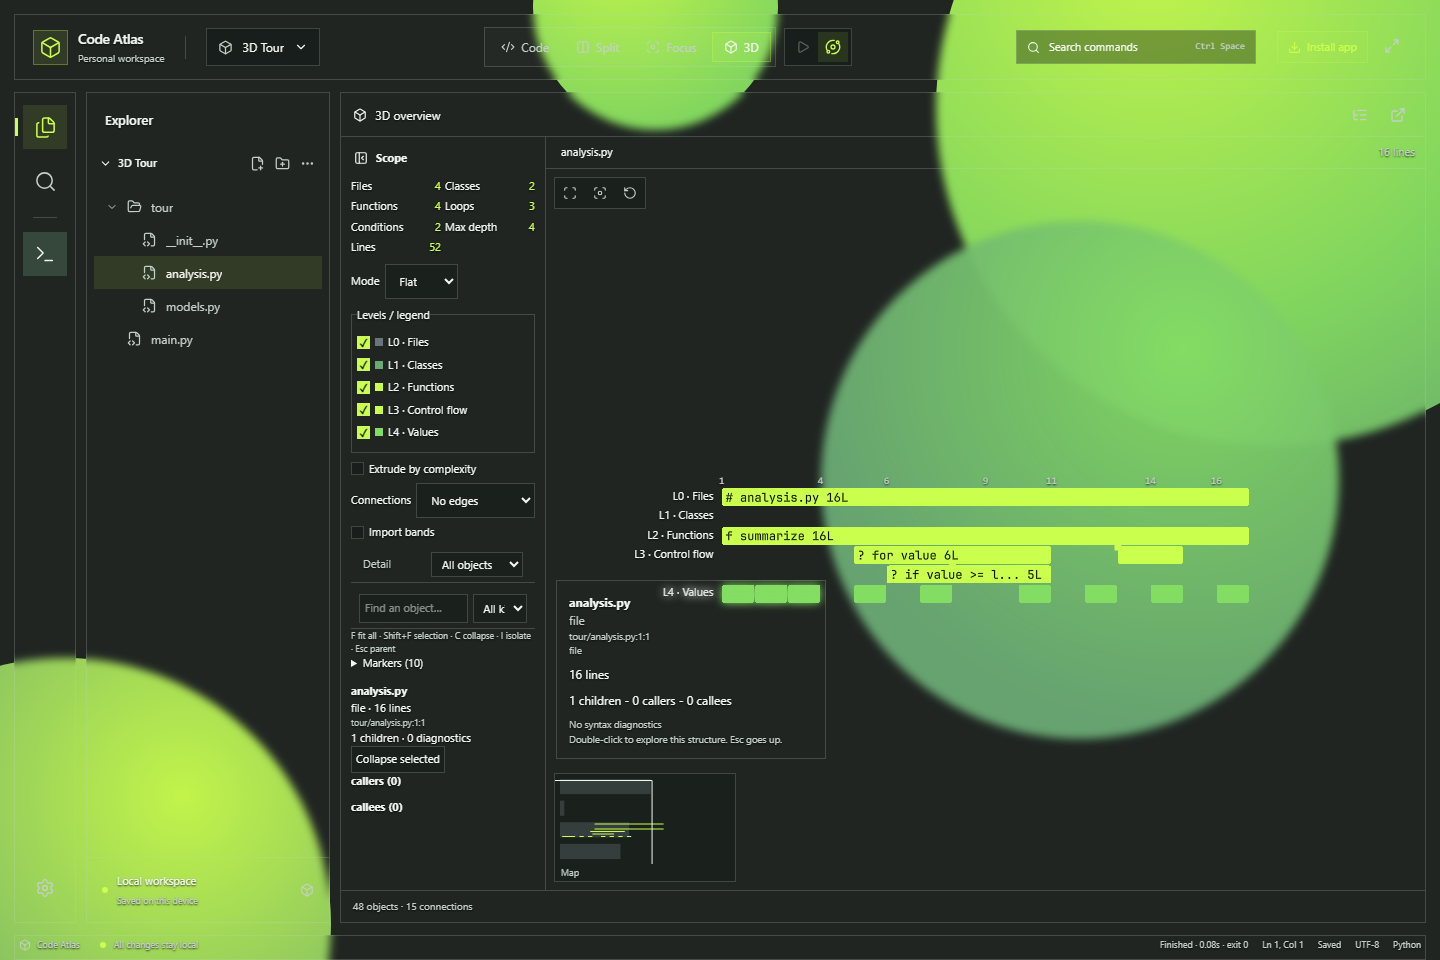 Code Atlas
Personal workspace
3D Tour
Code
Split
Focus
3D
Search commands
Ctrl Space
Install app
Explorer
3D Tour
tour
__init__.py
analysis.py
models.py
main.py
Local workspace
Saved on this device
3D overview
Scope
Files 4 Classes 2
Functions 4 Loops 3
Conditions 2 Max depth 4
Lines 52
Mode Flat
Levels / legend
L0 · Files
L1 · Classes
L2 · Functions
L3 · Control flow
L4 · Values
Extrude by complexity
Connections No edges
Import bands
Detail All objects
Find an object... All k
F fit all · Shift+F selection · C collapse · I isolate
· Esc parent
Markers (10)
analysis.py
file · 16 lines
tour/analysis.py:1:1
1 children · 0 diagnostics
Collapse selected
callers (0)
callees (0)
analysis.py
16 lines
1 4 6 9 11 14 16
L0 · Files
# analysis.py 16L
L1 · Classes
L2 · Functions
f summarize 16L
L3 · Control flow
? for value 6L
? if value >= l... 5L
L4 · Values
analysis.py
file
tour/analysis.py:1:1
file
16 lines
1 children - 0 callers - 0 callees
No syntax diagnostics
Double-click to explore this structure. Esc goes up.
Map
48 objects · 15 connections
Code Atlas
All changes stay local
Finished · 0.08s · exit 0
Ln 1, Col 1
Saved
UTF-8
Python